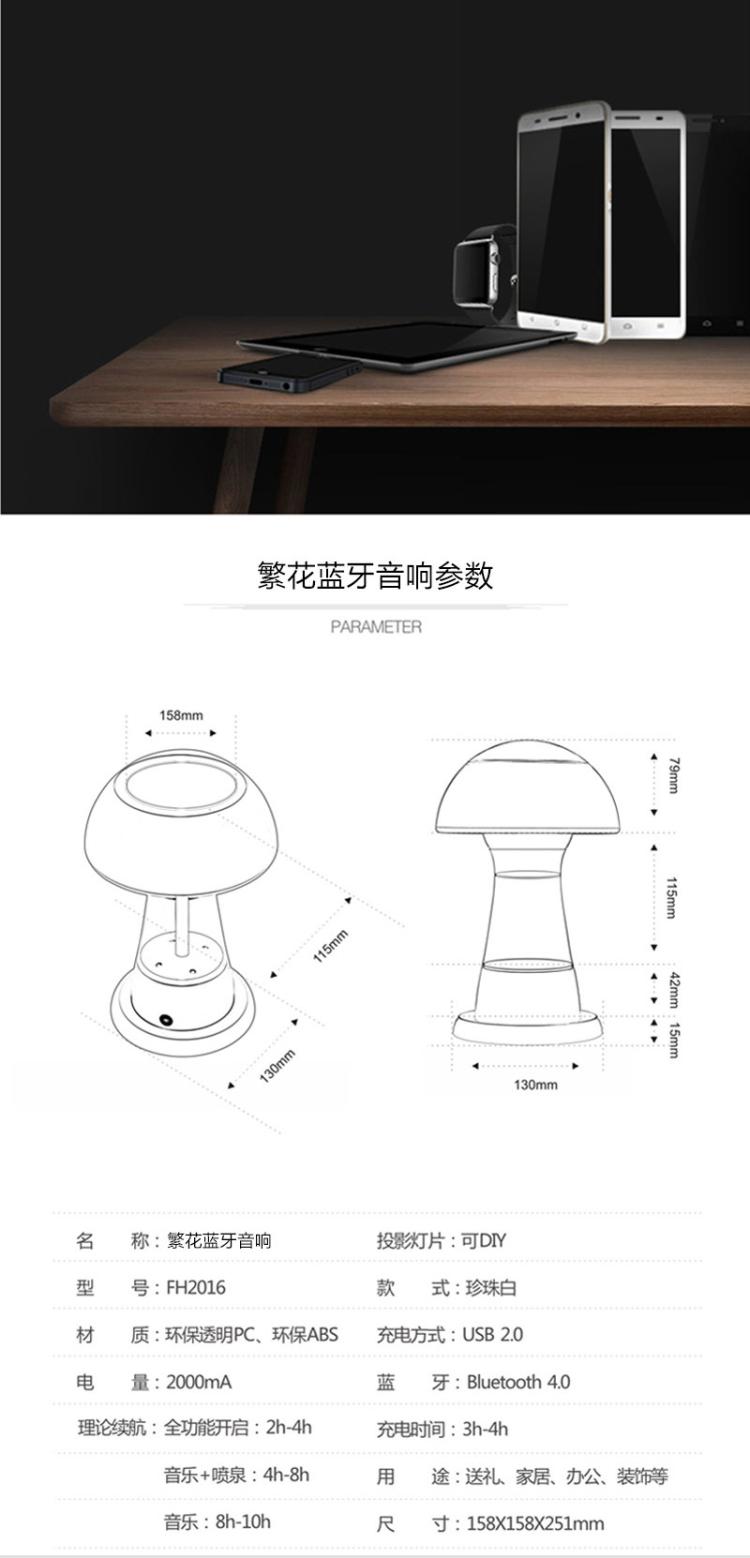 繁花蓝牙音响参数
PARAMETER
158mm
115mm
130mm
79mm
115mm
42mm
15mm
130mm
名 称：繁花蓝牙音响 投影灯片：可DIY
型 号：FH2016 款 式：珍珠白
材 质：环保透明PC、环保ABS 充电方式：USB 2.0
电 量：2000mA 蓝 牙：Bluetooth 4.0
理论续航：全功能开启：2h-4h 充电时间：3h-4h
音乐+喷泉：4h-8h 用 途：送礼、家居、办公、装饰等
音乐：8h-10h 尺 寸：158X158X251mm